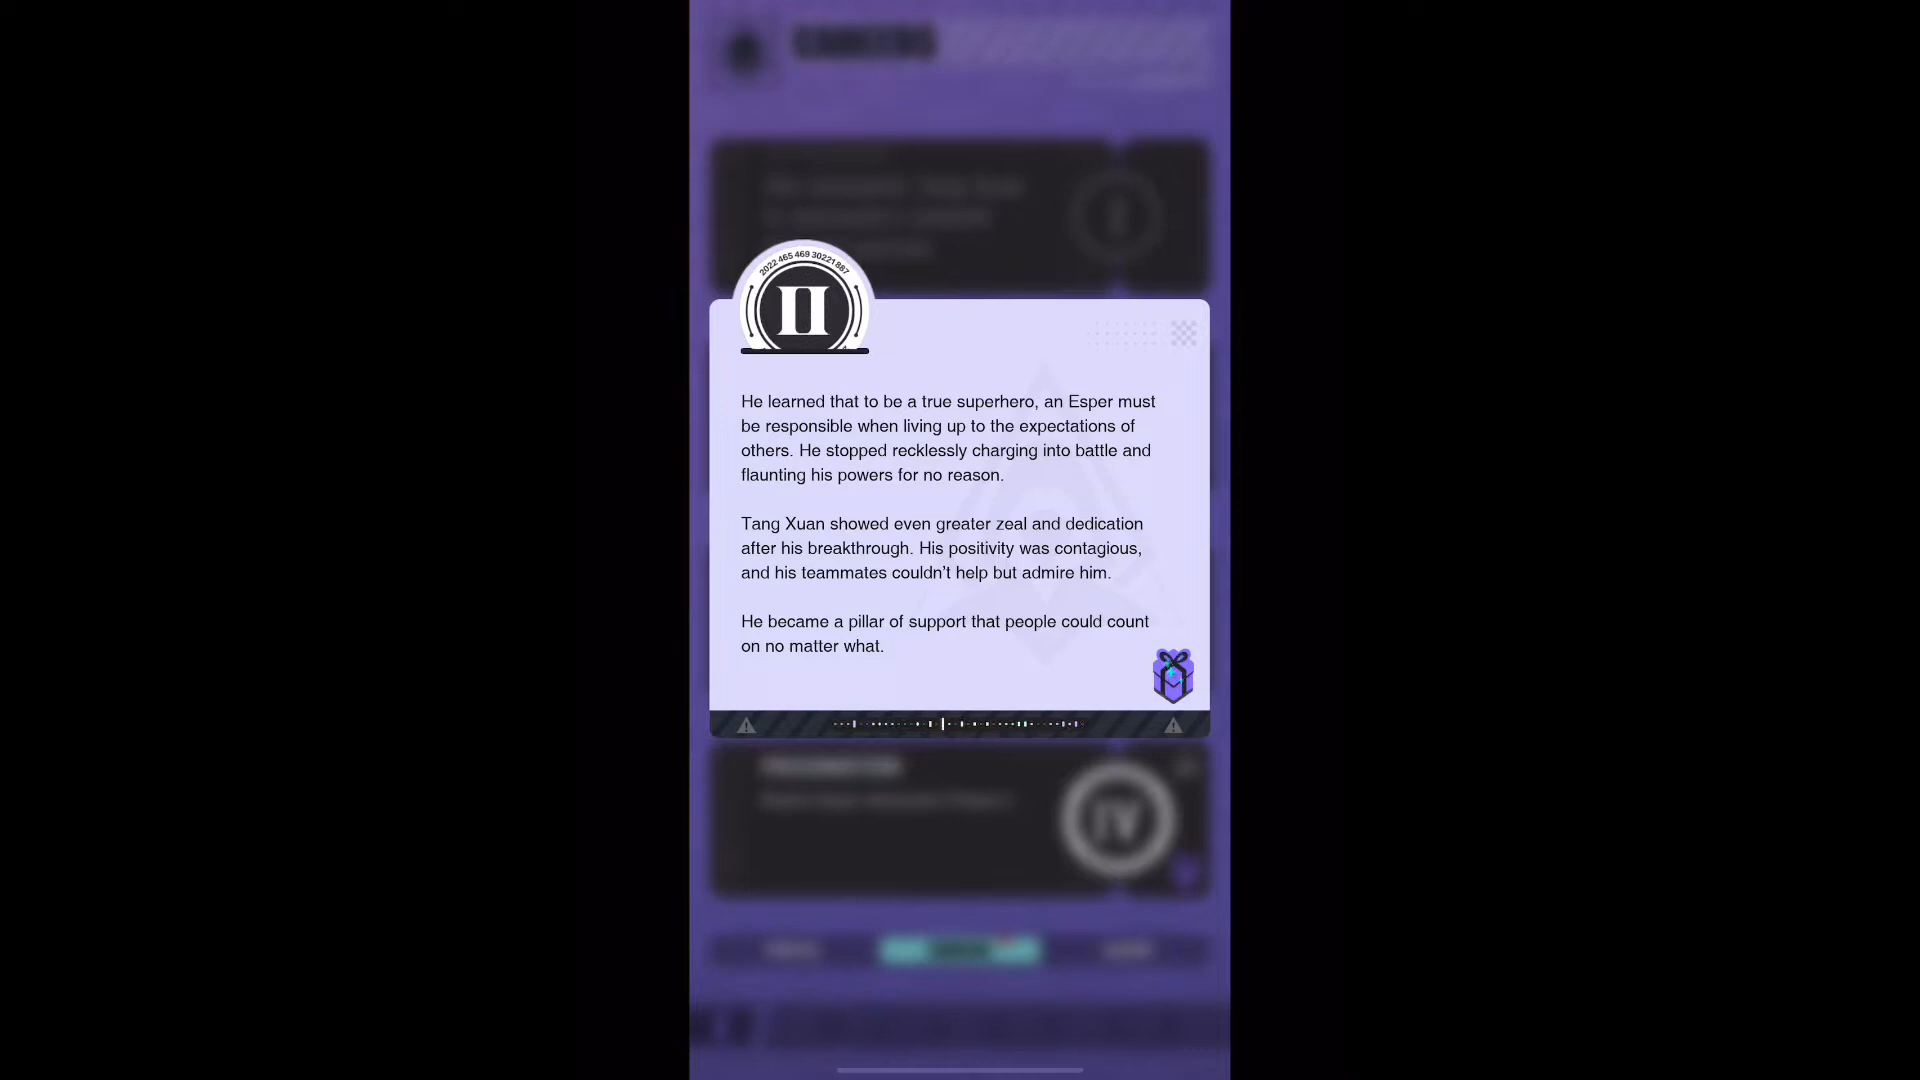 2022 465 469 30221 887
II
He learned that to be a true superhero, an Esper must
be responsible when living up to the expectations of
others. He stopped recklessly charging into battle and
flaunting his powers for no reason.
Tang Xuan showed even greater zeal and dedication
after his breakthrough. His positivity was contagious,
and his teammates couldn’t help but admire him.
He became a pillar of support that people could count
on no matter what.
IV